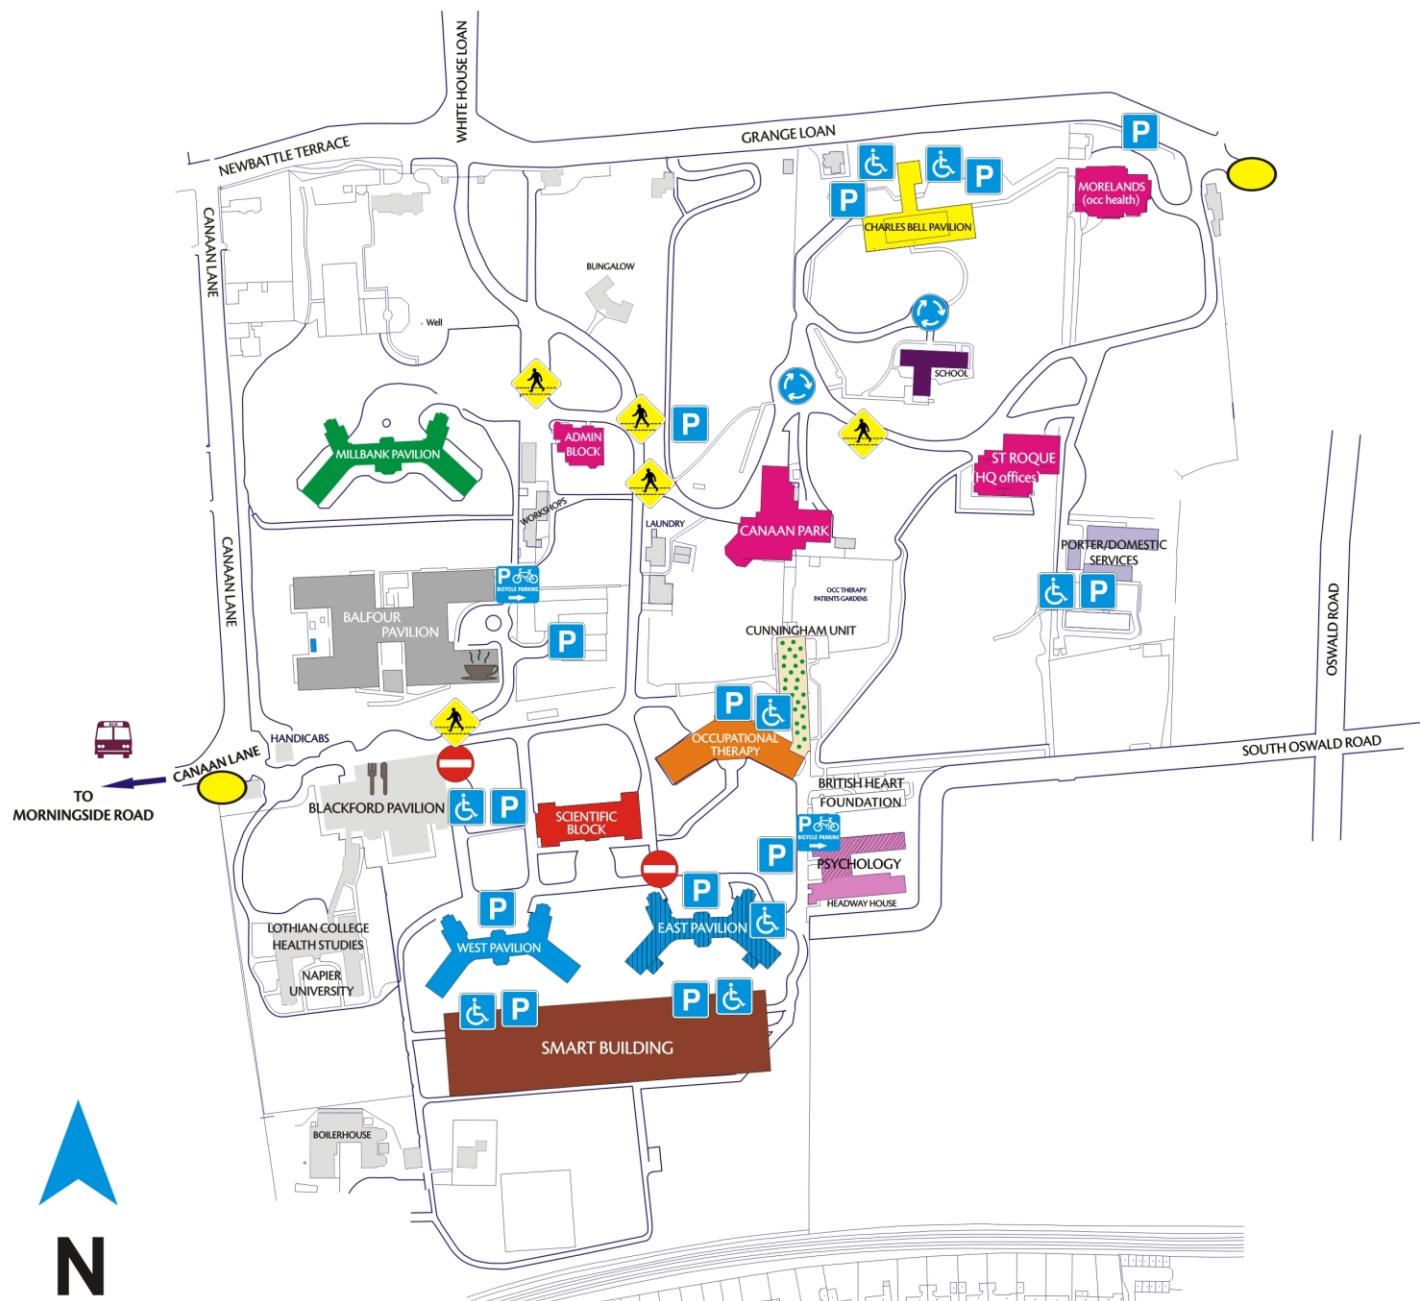 WHITE HOUSE LOAN
NEWBATTLE TERRACE
GRANGE LOAN
P
P
P
MORELANDS
(occ health)
CHARLES BELL PAVILION
CANAAN LANE
BUNGALOW
Well
SCHOOL
P
ADMIN
BLOCK
MILLBANK PAVILION
ST ROQUE
HQ offices)
WORKSHOPS
LAUNDRY
CANAAN PARK
PORTER/DOMESTIC
SERVICES
CANAAN LANE
P
BICYCLE PARKING
OCC THERAPY
PATIENTS GARDENS
P
OSWALD ROAD
BALFOUR
PAVILION
P
CUNNINGHAM UNIT
P
HANDICABS
OCCUPATIONAL
THERAPY
SOUTH OSWALD ROAD
CANAAN LANE
TO
MORNINGSIDE ROAD
BLACKFORD PAVILION
P
SCIENTIFIC
BLOCK
BRITISH HEART
FOUNDATION
P
BICYCLE PARKING
P
PSYCHOLOGY
HEADWAY HOUSE
P
P
LOTHIAN COLLEGE
HEALTH STUDIES
WEST PAVILION
EAST PAVILION
NAPIER
UNIVERSITY
P
P
SMART BUILDING
BOILERHOUSE
N